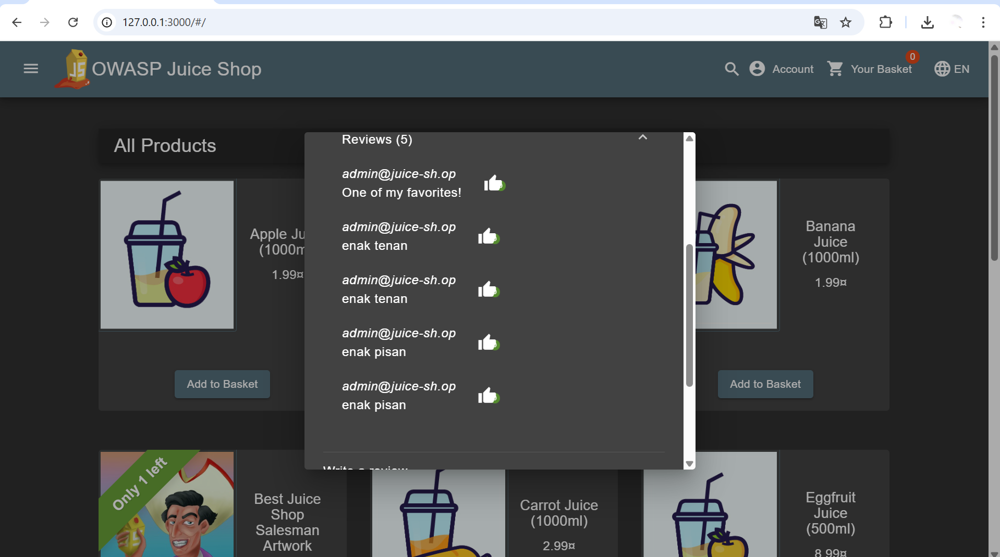 127.0.0.1:3000/#/
OWASP Juice Shop
Account
Your Basket
0
EN
All Products
Reviews (5)
admin@juice-sh.op
One of my favorites!
admin@juice-sh.op
enak tenan
admin@juice-sh.op
enak tenan
admin@juice-sh.op
enak pisan
admin@juice-sh.op
enak pisan
Write a review
Apple Ju
(1000m
1.99¤
Add to Basket
Banana
Juice
(1000ml)
1.99¤
Add to Basket
Only 1 left
Best Juice
Shop
Salesman
Artwork
Carrot Juice
(1000ml)
2.99¤
Eggfruit
Juice
(500ml)
8.99¤